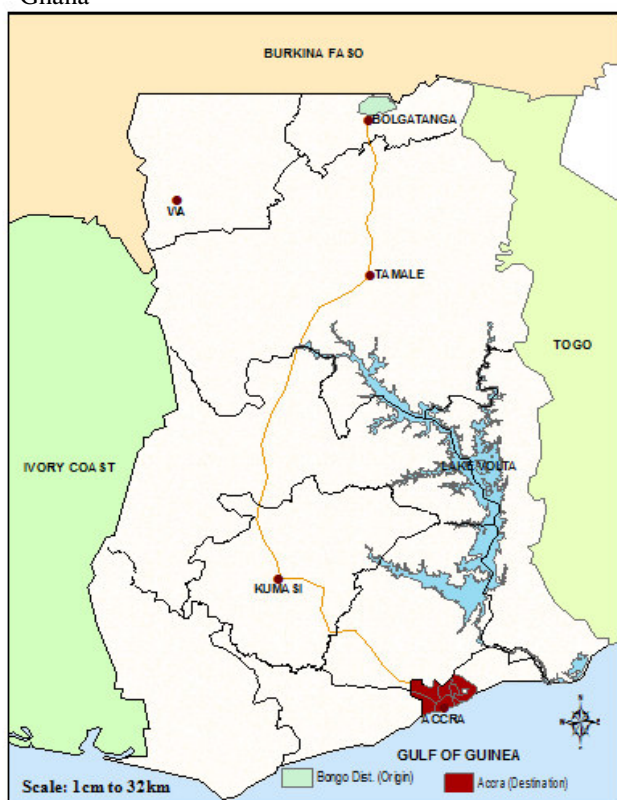 Ghana
BURKINA FASO
BOLGATANGA
WA
TAMALE
TOGO
IVORY COAST
LAKE VOLTA
KUMASI
ACCRA
N
E
S
GULF OF GUINEA
Bongo Dist. (Origin)
Accra (Destination)
Scale: 1cm to 32km